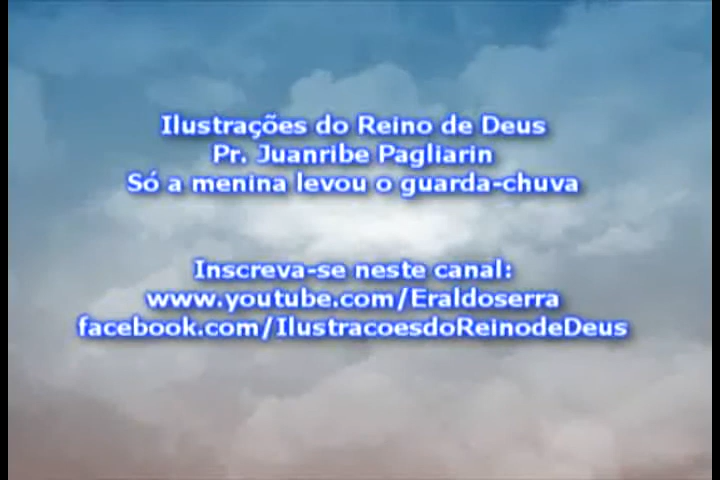 Ilustrações do Reino de Deus
Pr. Juanribe Pagliarin
Só a menina levou o guarda-chuva
Inscreva-se neste canal:
www.youtube.com/Eraldoserra
facebook.com/IlustracoesdoReinodeDeus